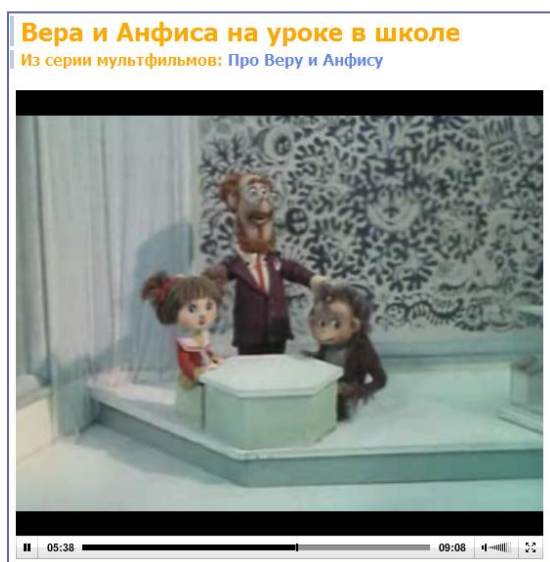 Вера и Анфиса на уроке в школе
Из серии мультфильмов: Про Веру и Анфису
05:38 09:08